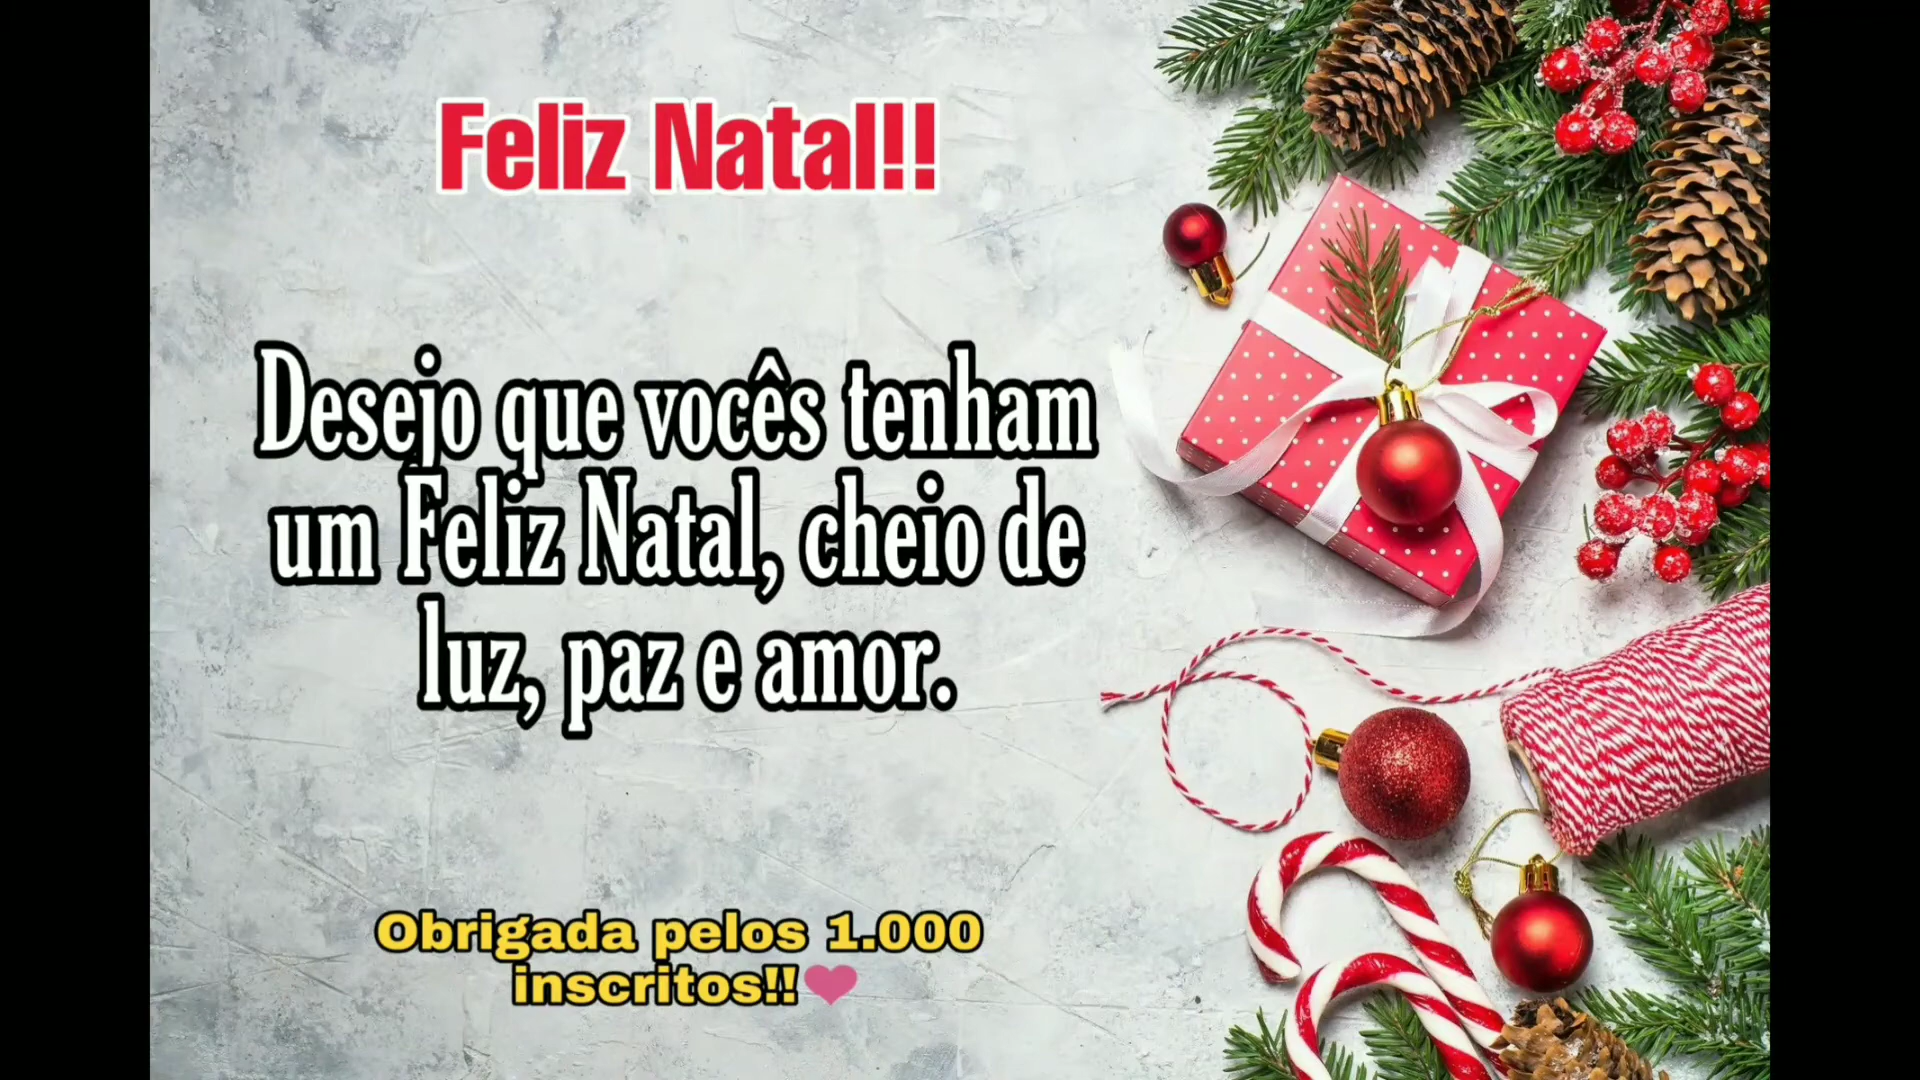 Feliz Natal!!
Desejo que vocês tenham
um Feliz Natal, cheio de
luz, paz e amor.
Obrigada pelos 1.000
inscritos!!❤